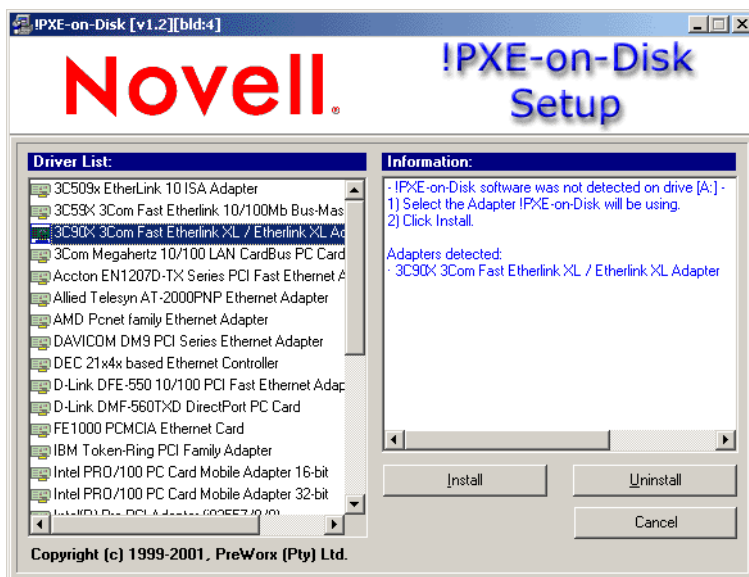 !PXE-on-Disk [v1.2][bld:4]
Novell®
!PXE-on-Disk
Setup
Driver List:
3C509x EtherLink 10 ISA Adapter
3C59X 3Com Fast Etherlink 10/100Mb Bus-Mas
3C90X 3Com Fast Etherlink XL / Etherlink XL Ad
3Com Megahertz 10/100 LAN CardBus PC Card
Accton EN1207D-TX Series PCI Fast Ethernet A
Allied Telesyn AT-2000PNP Ethernet Adapter
AMD Pcnet family Ethernet Adapter
DAVICOM DM9 PCI Series Ethernet Adapter
DEC 21x4x based Ethernet Controller
D-Link DFE-550 10/100 PCI Fast Ethernet Adap
D-Link DMF-560TXD DirectPort PC Card
FE1000 PCMCIA Ethernet Card
IBM Token-Ring PCI Family Adapter
Intel PRO/100 PC Card Mobile Adapter 16-bit
Intel PRO/100 PC Card Mobile Adapter 32-bit
Intel(R) Pro PCI Adapter (82557/8/9)
Information:
- !PXE-on-Disk software was not detected on drive [A:] -
1) Select the Adapter !PXE-on-Disk will be using.
2) Click Install.
Adapters detected:
- 3C90X 3Com Fast Etherlink XL / Etherlink XL Adapter
Install
Uninstall
Cancel
Copyright (c) 1999-2001, PreWorx (Pty) Ltd.